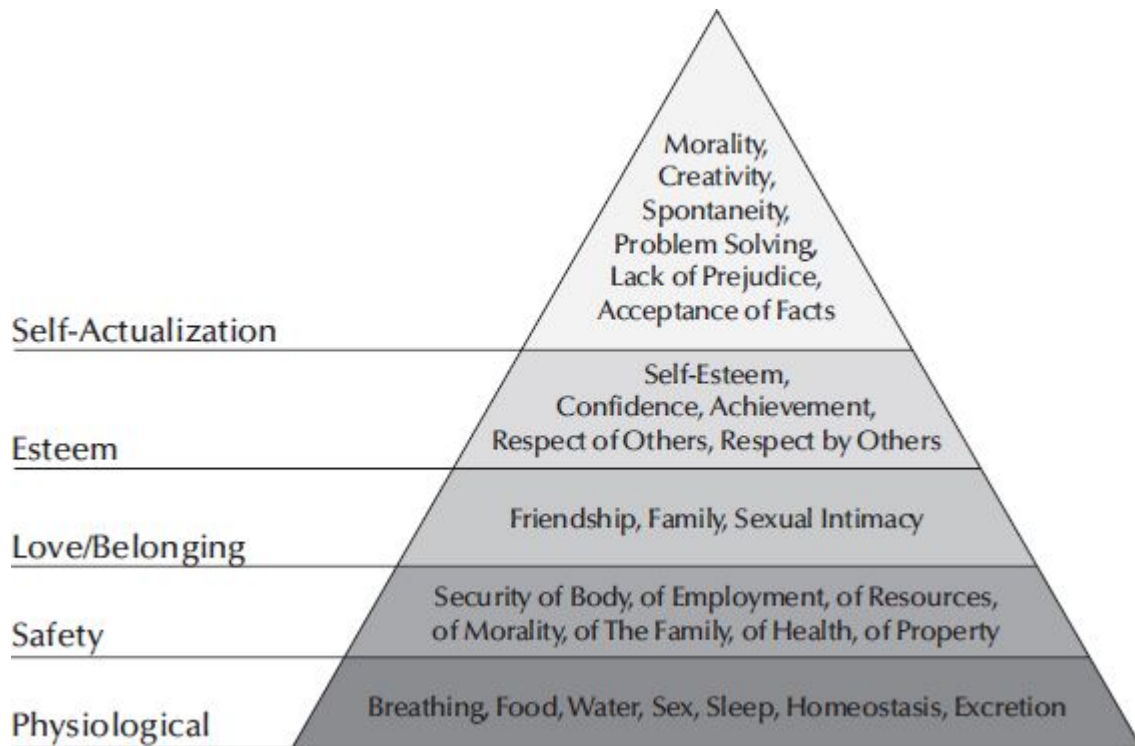 Morality,
Creativity,
Spontaneity,
Problem Solving,
Lack of Prejudice,
Acceptance of Facts
Self-Actualization
Self-Esteem,
Confidence, Achievement,
Respect of Others, Respect by Others
Esteem
Friendship, Family, Sexual Intimacy
Love/Belonging
Security of Body, of Employment, of Resources,
of Morality, of The Family, of Health, of Property
Safety
Breathing, Food, Water, Sex, Sleep, Homeostasis, Excretion
Physiological